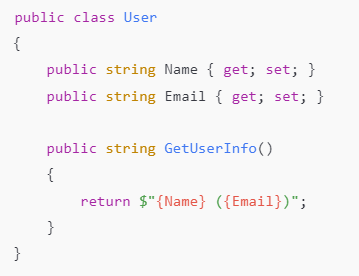 public class User
{
    public string Name { get; set; }
    public string Email { get; set; }

    public string GetUserInfo()
    {
        return $"{Name} ({Email})";
    }
}